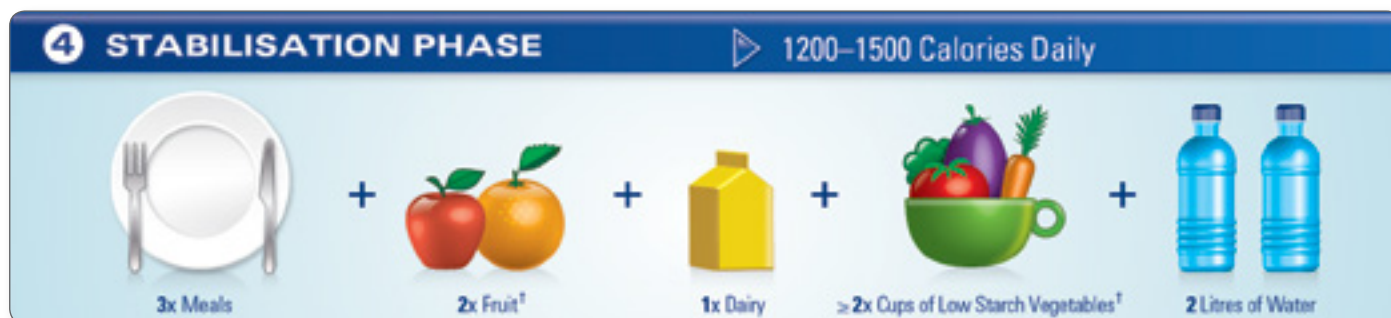 4 STABILISATION PHASE
1200–1500 Calories Daily
+ + + +
3x Meals
2x Fruit†
1x Dairy
≥ 2x Cups of Low Starch Vegetables†
2 Litres of Water